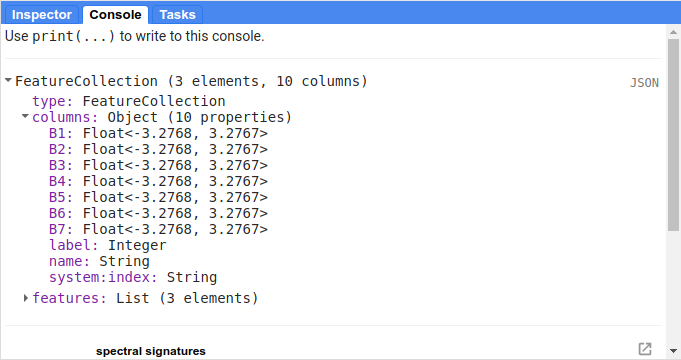 Inspector Console Tasks
Use print(...) to write to this console.
FeatureCollection (3 elements, 10 columns) JSON
type: FeatureCollection
columns: Object (10 properties)
B1: Float<-3.2768, 3.2767>
B2: Float<-3.2768, 3.2767>
B3: Float<-3.2768, 3.2767>
B4: Float<-3.2768, 3.2767>
B5: Float<-3.2768, 3.2767>
B6: Float<-3.2768, 3.2767>
B7: Float<-3.2768, 3.2767>
label: Integer
name: String
system:index: String
features: List (3 elements)
spectral signatures